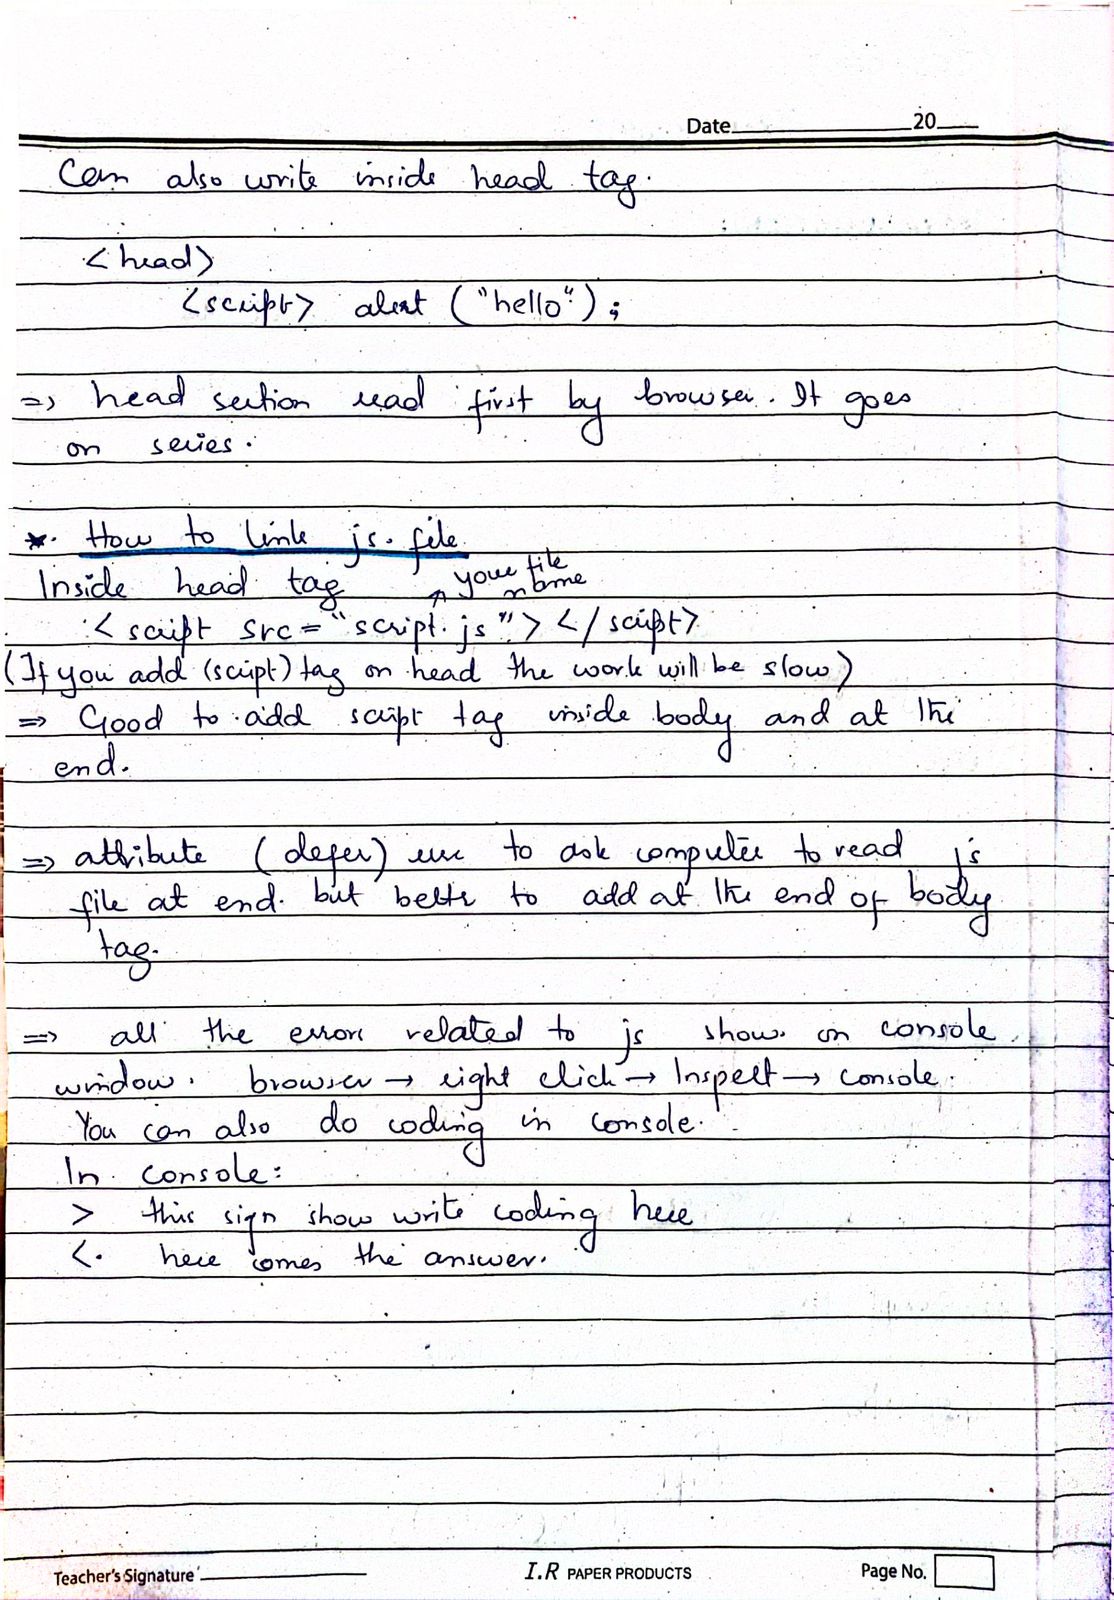 Date 20
Can also write inside head tag.
<head>
<script> alert ("hello");
=> head section read first by browser. It goes
on series.
*. How to link js. file
Inside head tag
your file
name
<script src="script.js"></script>
(If you add (script) tag on head the work will be slow)
=> Good to add script tag inside body and at the
end.
=> attribute (defer) use to ask computer to read js
file at end. but bettr to add at the end of body
tag.
=> all the errors related to js show on console
window. browser → right click → Inspect → console.
You can also do coding in console.
In console:
> this sign show write coding here
<. here comes the answer.
Teacher's Signature
I.R PAPER PRODUCTS
Page No.